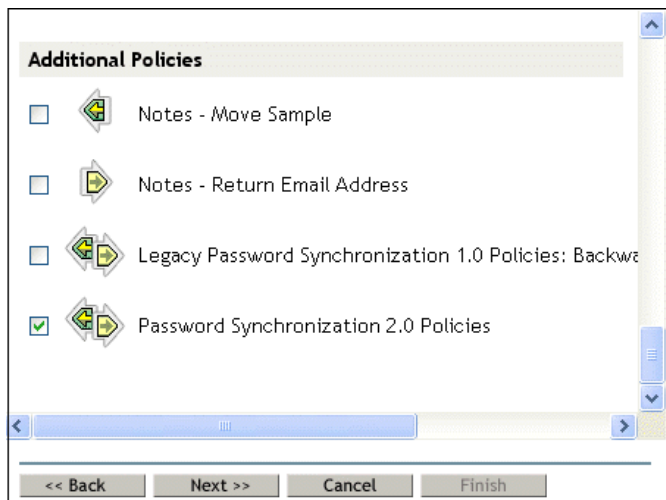 Additional Policies
Notes - Move Sample
Notes - Return Email Address
Legacy Password Synchronization 1.0 Policies: Backwa
Password Synchronization 2.0 Policies
<< Back Next >> Cancel Finish